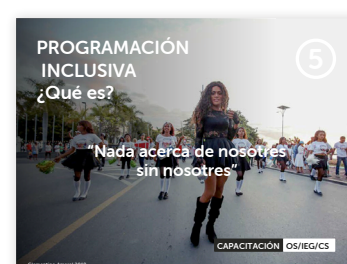 PROGRAMACIÓN
INCLUSIVA
¿Qué es?
5
“Nada acerca de nosotres
sin nosotres”
CAPACITACIÓN OS/IEG/CS